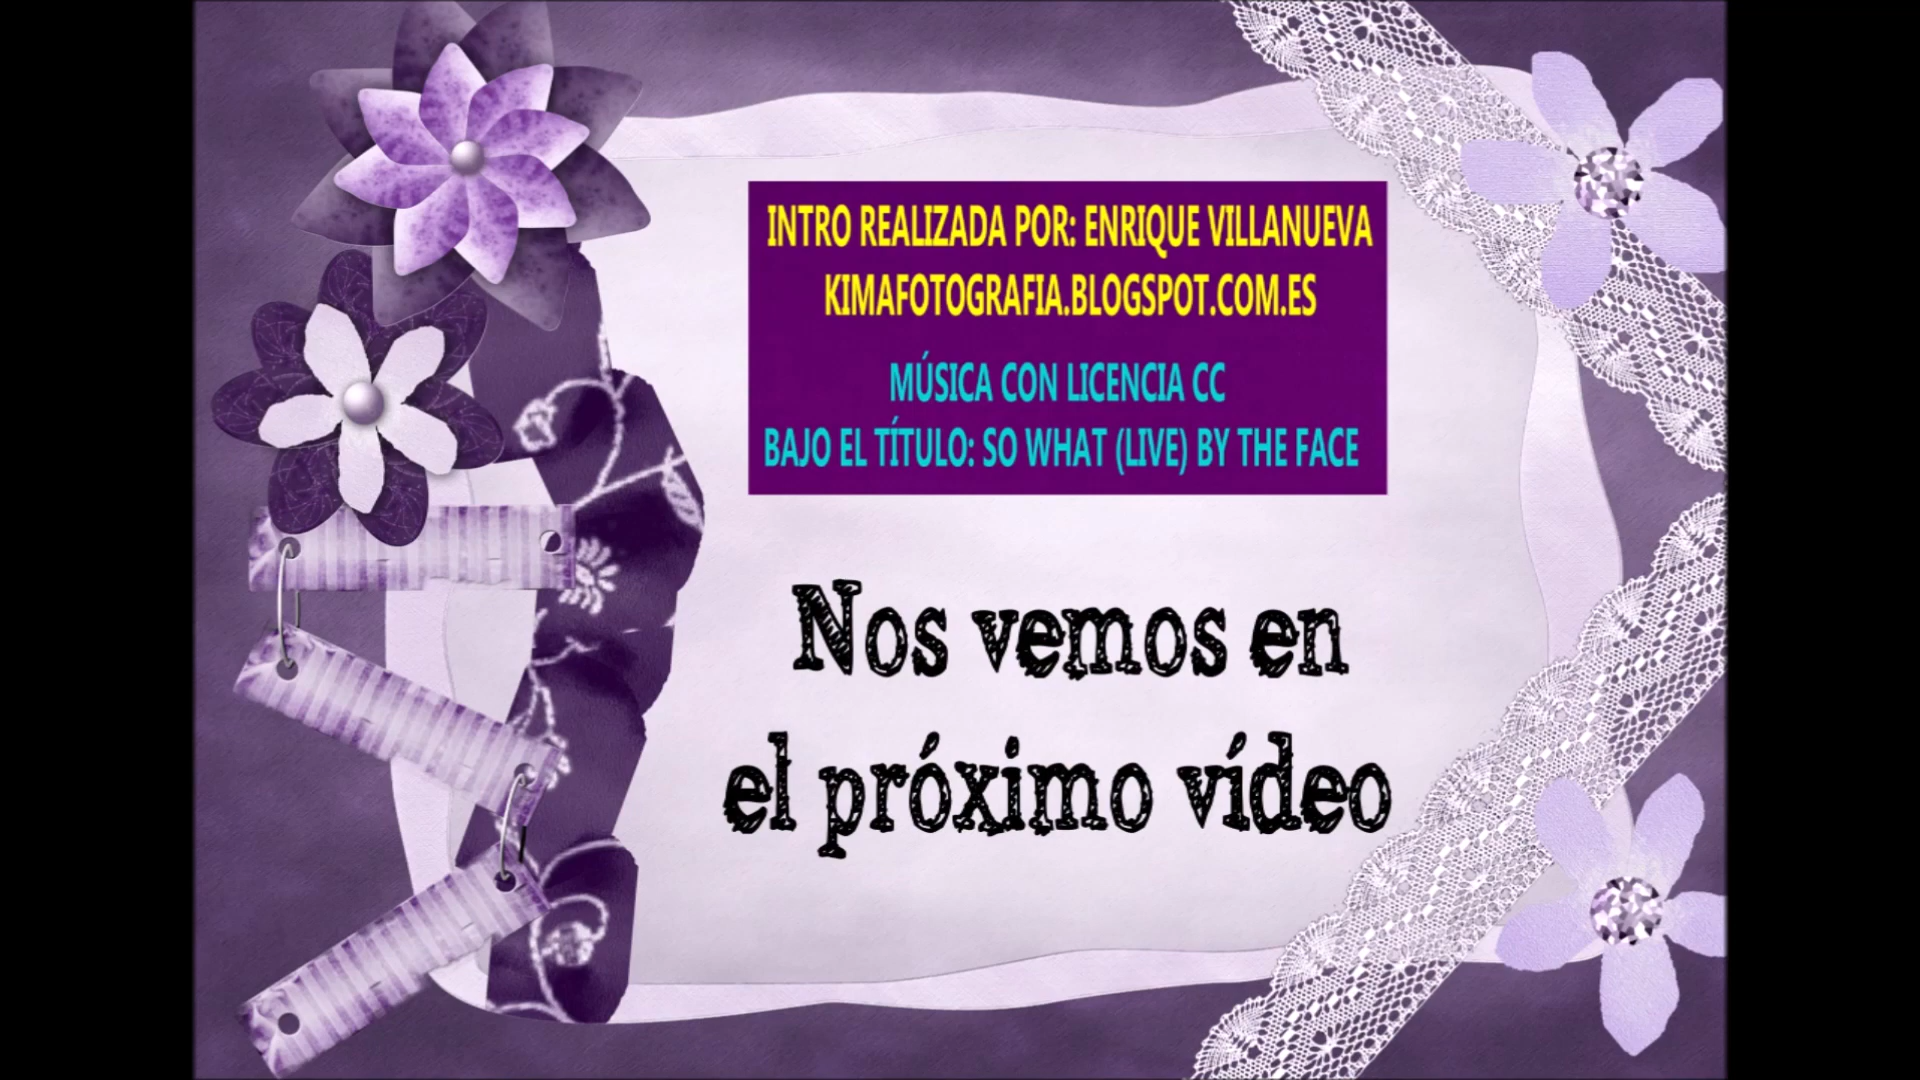 INTRO REALIZADA POR: ENRIQUE VILLANUEVA
KIMAFOTOGRAFIA.BLOGSPOT.COM.ES
MÚSICA CON LICENCIA CC
BAJO EL TÍTULO: SO WHAT (LIVE) BY THE FACE
Nos vemos en
el próximo vídeo